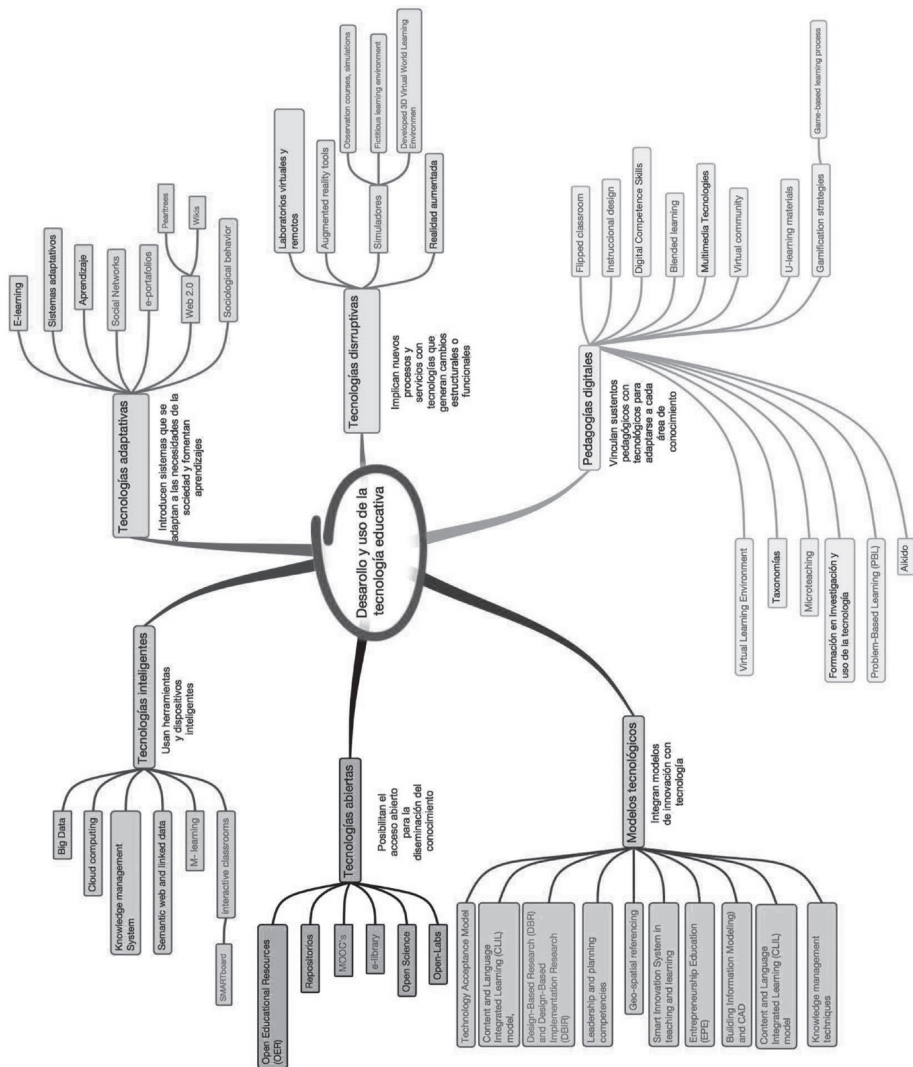 Desarollo y uso de la
tecnología educativa
Tecnologías adaptativas
Introducen sistemas que se
adaptan a las necesidades de la
sociedad y fomentan
aprendizajes
E-learning
Sistemas adaptativos
Aprendizaje
Social Networks
e-portafolios
Web 2.0
Pearltrees
Wikis
Sociological behavior
Tecnologías disrruptivas
Implican nuevos
procesos y
servicios con
tecnologías que
generan cambios
estructurales o
funcionales
Laboratorios virtuales y
remotos
Augmented reality tools
Simuladores
Observation courses, simulations
Fictitious learning environment
Developed 3D Virtual World Learning
Environmen
Realidad aumentada
Pedagogías digitales
Vinculan sustentos
pedagógicos con
tecnológicos para
adaptarse a cada
área de
conocimiento
Flipped classroom
Instruccional design
Digital Competence Skills
Blended learning
Multimedia Tecnologies
Virtual community
U-learning materials
Gamification strategies
Game-based learning process
Virtual Learning Environment
Taxonomías
Microteaching
Formación en Investigación y
uso de la tecnología
Problem-Based Learning (PBL)
Aikido
Tecnologías inteligentes
Usan herramientas
y dispositivos
inteligentes
Big Data
Cloud computing
Knowledge management
System
Semantic web and linked data
M- learning
Interactive classrooms
SMARTboard
Tecnologías abiertas
Posibilitan el
acceso abierto
para la
diseminación del
conocimiento
Open Educational Resources
(OER)
Repositorios
MOOC's
e-library
Open Science
Open-Labs
Modelos tecnológicos
Integran modelos
de innovación con
tecnología
Technology Acceptance Model
Content and Language
Integrated Learning (CLIL)
model,
Design-Based Research (DBR)
and Design-Based
Implementation Research
(DBIR)
Leadership and planning
competencies
Geo-spatial referencing
Smart Innovation System in
teaching and learning
Entrepreneurship Education
(EPE)
Building Information Modeling)
and CAD
Content and Language
Integrated Learning (CLIL)
model
Knowledge management
techniques